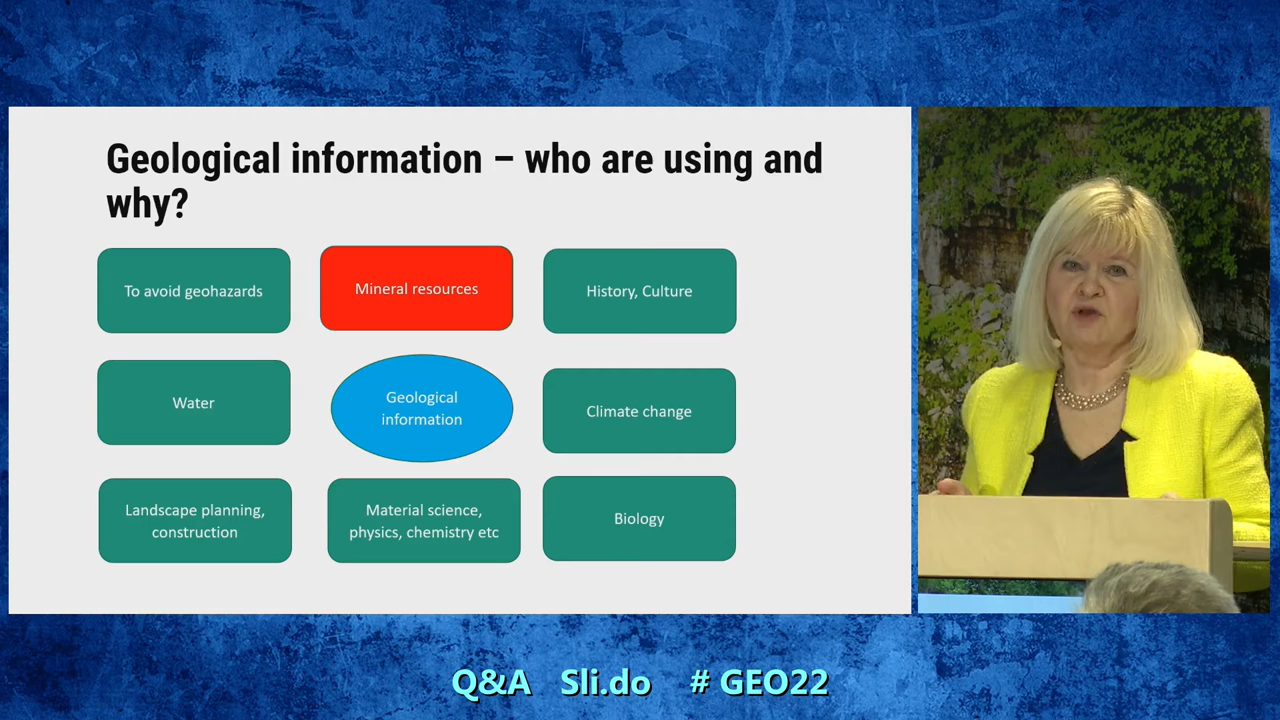 Geological information – who are using and
why?
To avoid geohazards
Mineral resources
History, Culture
Water
Geological
information
Climate change
Landscape planning,
construction
Material science,
physics, chemistry etc
Biology
Q&A Sli.do # GEO22